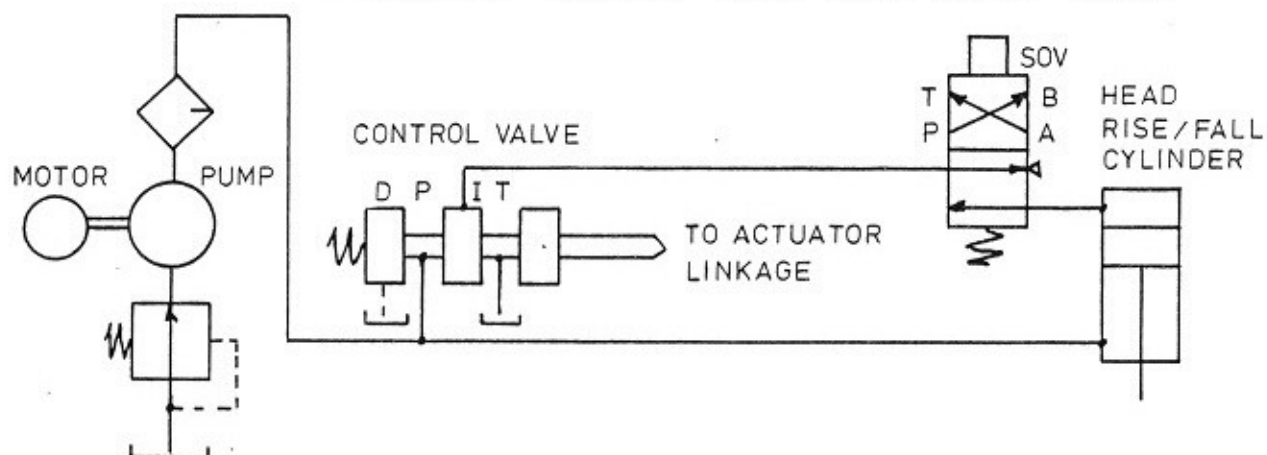 SOV
T B
P A
HEAD
RISE/FALL
CYLINDER
CONTROL VALVE
MOTOR
PUMP
D P I T
TO ACTUATOR
LINKAGE